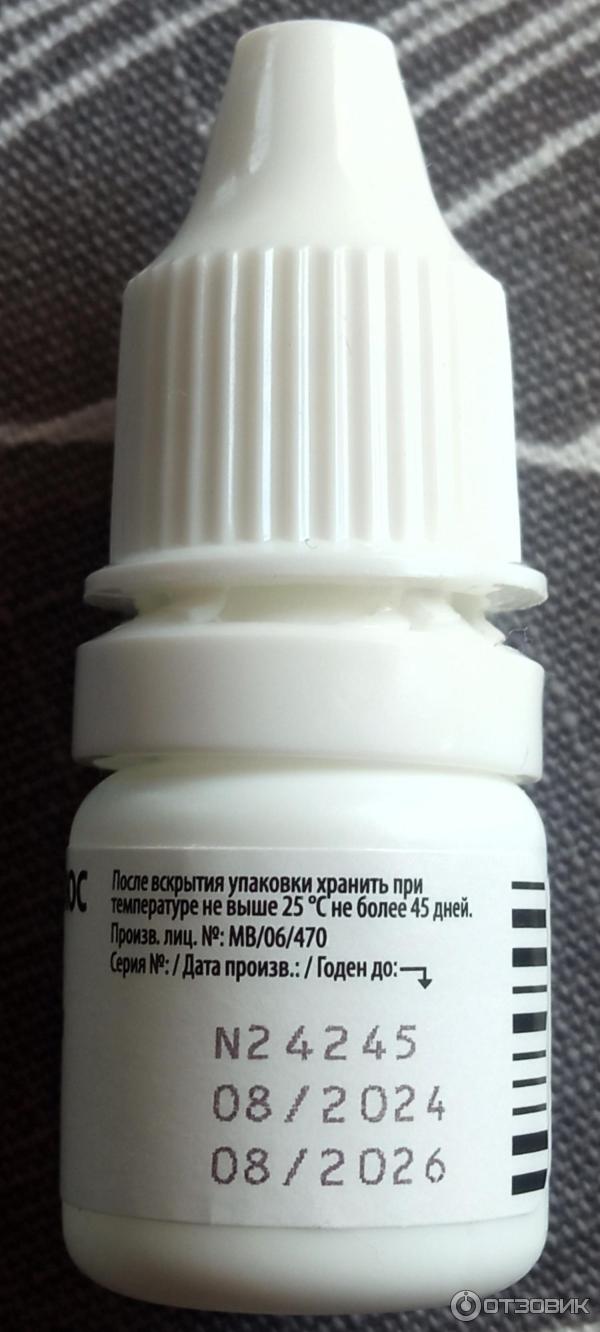 После вскрытия упаковки хранить при
температуре не выше 25 °C не более 45 дней.
Произв. лиц. №: MB/06/470
Серия №: / Дата произв.: / Годен до:
N24245
08/2024
08/2026
ОТЗОВИК